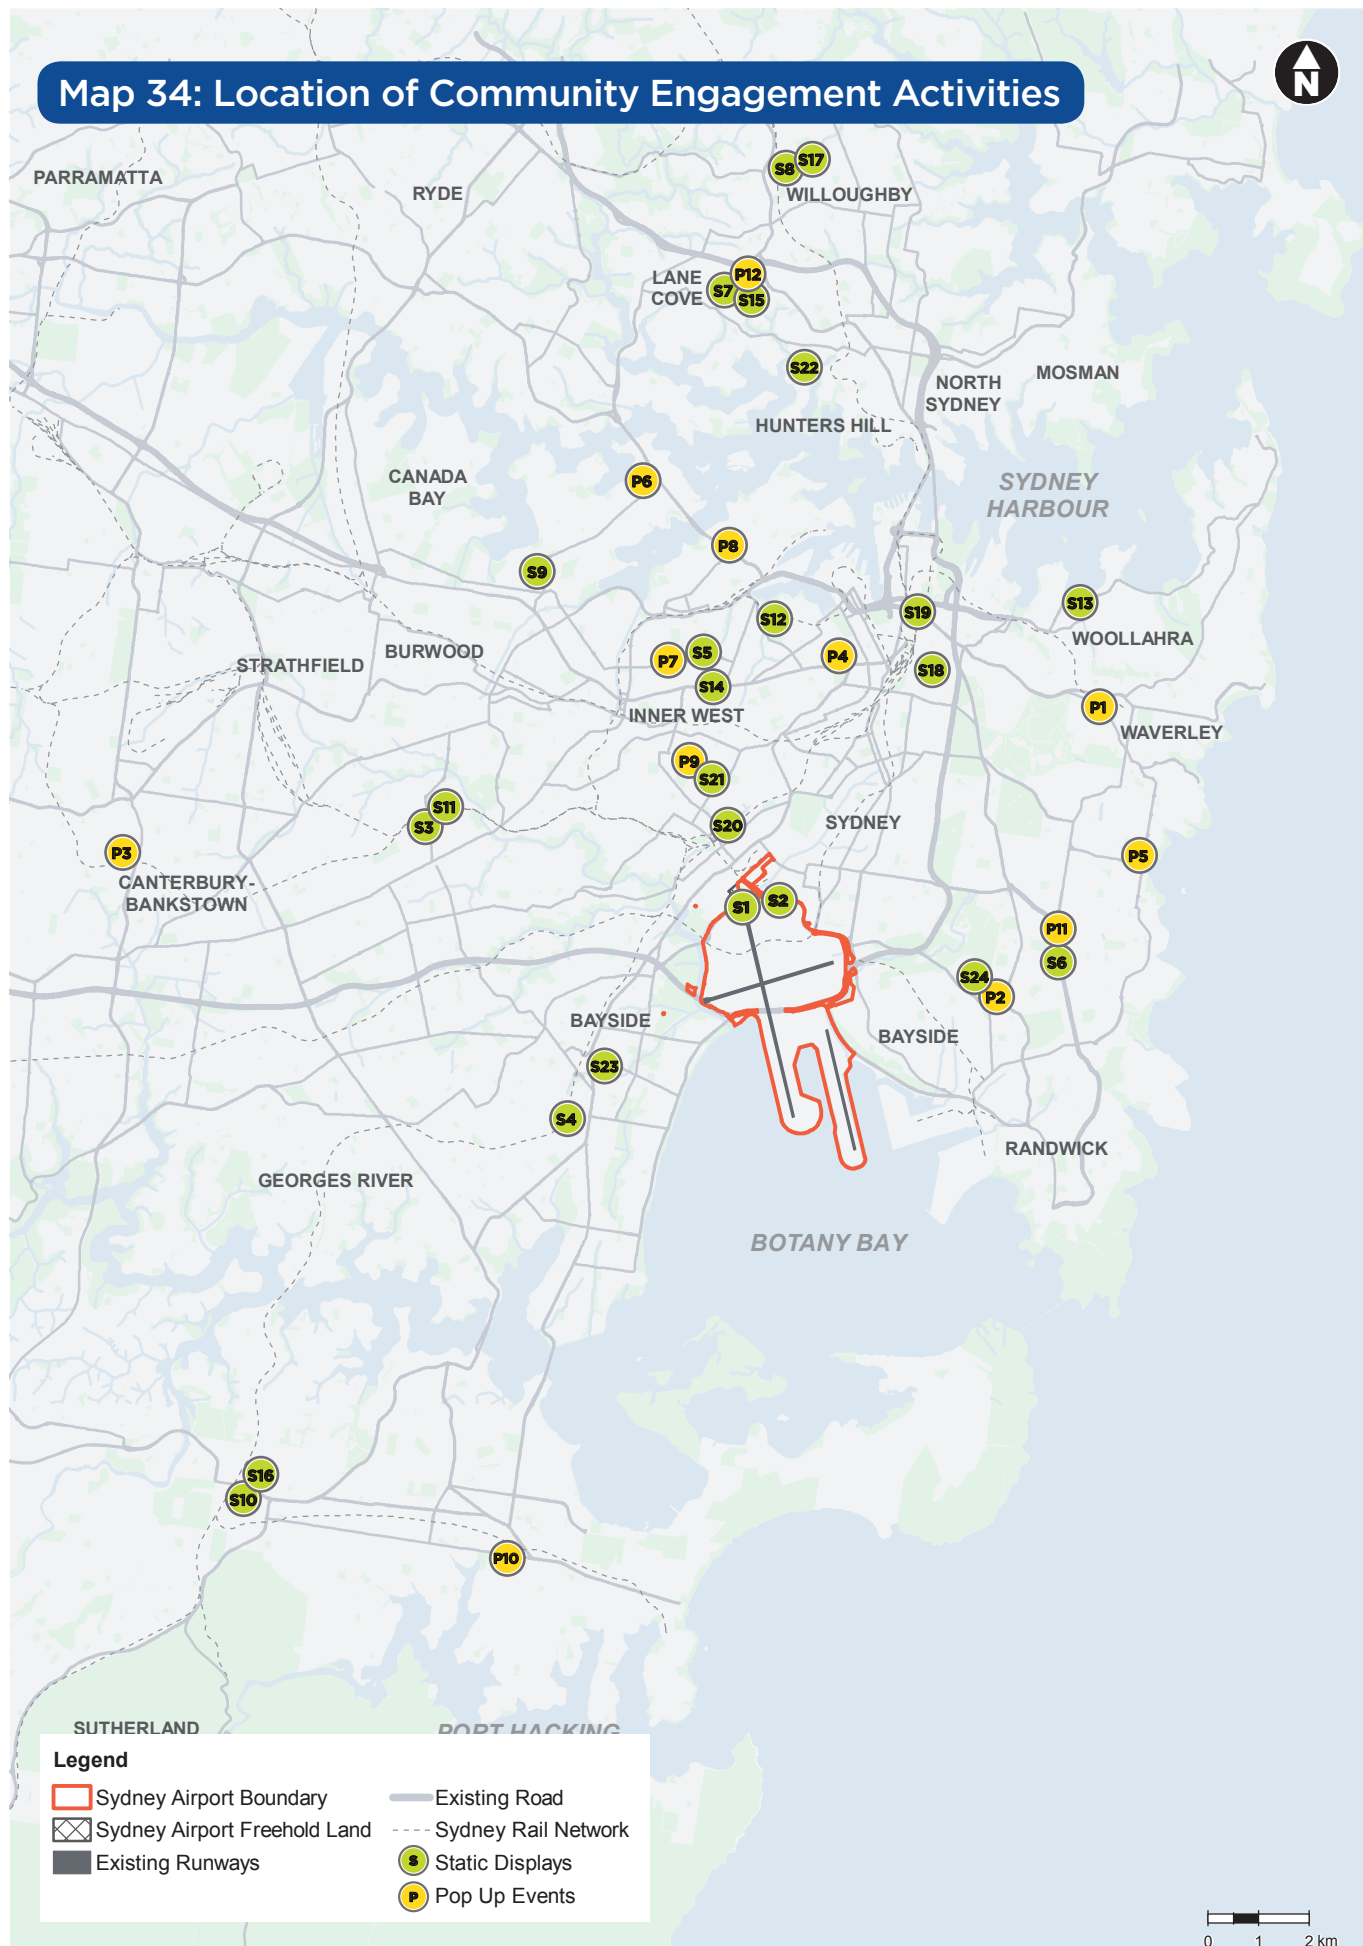 Map 34: Location of Community Engagement Activities
N
PARRAMATTA
RYDE
S8
S17
WILLOUGHBY
LANE
COVE
P12
S7
S15
S22
NORTH
SYDNEY
MOSMAN
HUNTERS HILL
CANADA
BAY
P6
SYDNEY
HARBOUR
P8
S9
S12
S19
S13
STRATHFIELD
BURWOOD
P7
S5
P4
S18
WOOLLAHRA
S14
INNER WEST
P1
WAVERLEY
P9
S21
S11
S3
S20
SYDNEY
P3
P5
CANTERBURY-
BANKSTOWN
S1
S2
P11
S6
S24
P2
BAYSIDE
BAYSIDE
S23
S4
RANDWICK
GEORGES RIVER
BOTANY BAY
S16
S10
P10
SUTHERLAND
PORT HACKING
Legend
Sydney Airport Boundary
Sydney Airport Freehold Land
Existing Runways
Existing Road
Sydney Rail Network
S Static Displays
P Pop Up Events
0 1 2 km